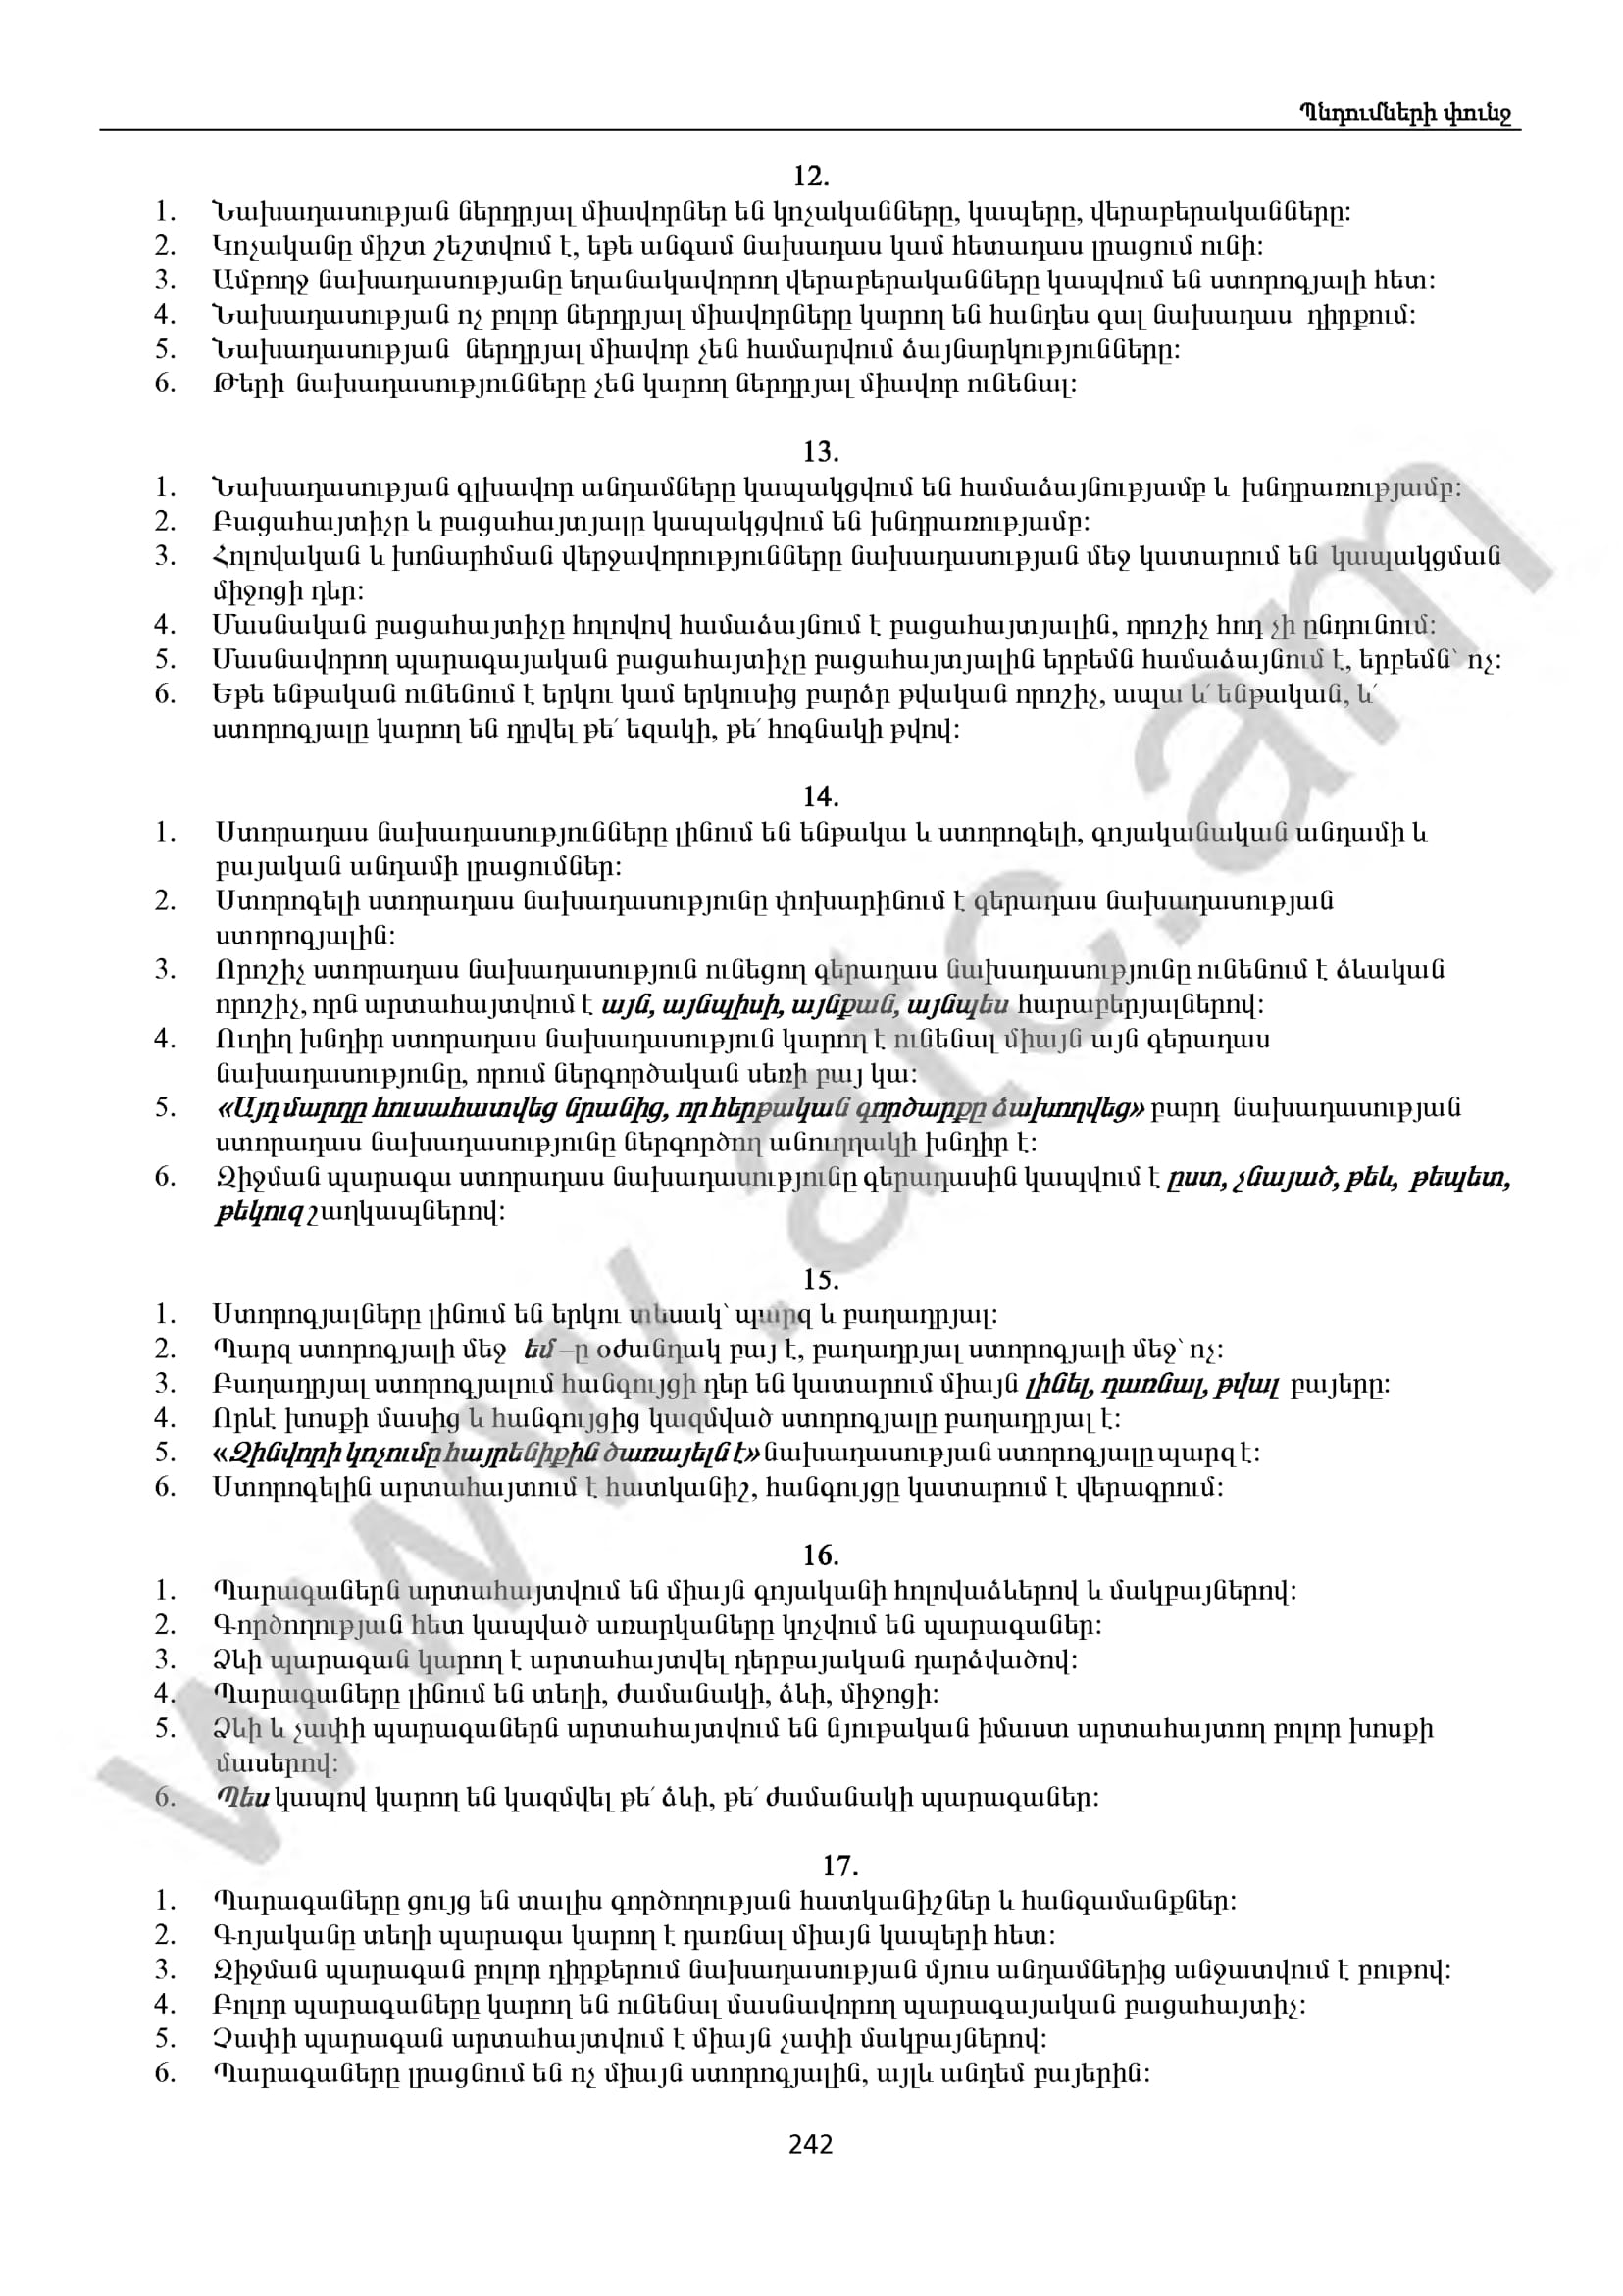 Պնդումների փունջ
12.
1. Նախադասության ներդրյալ միավորներ են կոչականները, կապերը, վերաբերականները:
2. Կոչականը միշտ շեշտվում է, եթե անգամ նախադաս կամ հետադաս լրացում ունի:
3. Ամբողջ նախադասությանը եղանակավորող վերաբերականները կապվում են ստորոգյալի հետ:
4. Նախադասության ոչ բոլոր ներդրյալ միավորները կարող են հանդես գալ նախադաս դիրքում:
5. Նախադասության ներդրյալ միավոր չեն համարվում ձայնարկությունները:
6. Թերի նախադասությունները չեն կարող ներդրյալ միավոր ունենալ:
13.
1. Նախադասության գլխավոր անդամները կապակցվում են համաձայնությամբ և խնդրառությամբ:
2. Բացահայտիչը և բացահայտյալը կապակցվում են խնդրառությամբ:
3. Հոլովական և խոնարհման վերջավորությունները նախադասության մեջ կատարում են կապակցման
միջոցի դեր:
4. Մասնական բացահայտիչը հոլովով համաձայնում է բացահայտյալին, որոշիչ հոդ չի ընդունում:
5. Մասնավորող պարագայական բացահայտիչը բացահայտյալին երբեմն համաձայնում է, երբեմն՝ ոչ:
6. Եթե ենթական ունենում է երկու կամ երկուսից բարձր թվական որոշիչ, ապա և՛ ենթական, և՛
ստորոգյալը կարող են դրվել թե՛ եզակի, թե՛ հոգնակի թվով:
14.
1. Ստորադաս նախադասությունները լինում են ենթակա և ստորոգելի, գոյականական անդամի և
բայական անդամի լրացումներ:
2. Ստորոգելի ստորադաս նախադասությունը փոխարինում է գերադաս նախադասության
ստորոգյալին:
3. Որոշիչ ստորադաս նախադասություն ունեցող գերադաս նախադասությունը ունենում է ձևական
որոշիչ, որն արտահայտվում է այն, այնպիսի, այնքան, այնպես հարաբերյալներով:
4. Ուղիղ խնդիր ստորադաս նախադասություն կարող է ունենալ միայն այն գերադաս
նախադասությունը, որում ներգործական սեռի բայ կա:
5. «Այդ մարդը հուսահատվեց նրանից, որ հերթական գործարքը ձախողվեց» բարդ նախադասության
ստորադաս նախադասությունը ներգործող անուղղակի խնդիր է:
6. Զիջման պարագա ստորադաս նախադասությունը գերադասին կապվում է ըստ, չնայած, թեև, թեպետ,
թեկուզ շաղկապներով:
15.
1. Ստորոգյալները լինում են երկու տեսակ՝ պարզ և բաղադրյալ:
2. Պարզ ստորոգյալի մեջ եմ –ը օժանդակ բայ է, բաղադրյալ ստորոգյալի մեջ՝ ոչ:
3. Բաղադրյալ ստորոգյալում հանգույցի դեր են կատարում միայն լինել, դառնալ, թվալ բայերը:
4. Որևէ խոսքի մասից և հանգույցից կազմված ստորոգյալը բաղադրյալ է:
5. «Զինվորի կոչումը հայրենիքին ծառայելն է» նախադասության ստորոգյալը պարզ է:
6. Ստորոգելին արտահայտում է հատկանիշ, հանգույցը կատարում է վերագրում:
16.
1. Պարագաներն արտահայտվում են միայն գոյականի հոլովաձևերով և մակբայներով:
2. Գործողության հետ կապված առարկաները կոչվում են պարագաներ:
3. Ձևի պարագան կարող է արտահայտվել դերբայական դարձվածով:
4. Պարագաները լինում են տեղի, ժամանակի, ձևի, միջոցի:
5. Ձևի և չափի պարագաներն արտահայտվում են նյութական իմաստ արտահայտող բոլոր խոսքի
մասերով:
6. Պես կապով կարող են կազմվել թե՛ ձևի, թե՛ ժամանակի պարագաներ:
17.
1. Պարագաները ցույց են տալիս գործողության հատկանիշներ և հանգամանքներ:
2. Գոյականը տեղի պարագա կարող է դառնալ միայն կապերի հետ:
3. Զիջման պարագան բոլոր դիրքերում նախադասության մյուս անդամներից անջատվում է բութով:
4. Բոլոր պարագաները կարող են ունենալ մասնավորող պարագայական բացահայտիչ:
5. Չափի պարագան արտահայտվում է միայն չափի մակբայներով:
6. Պարագաները լրացնում են ոչ միայն ստորոգյալին, այլև անդեմ բայերին:
242
www.atc.am